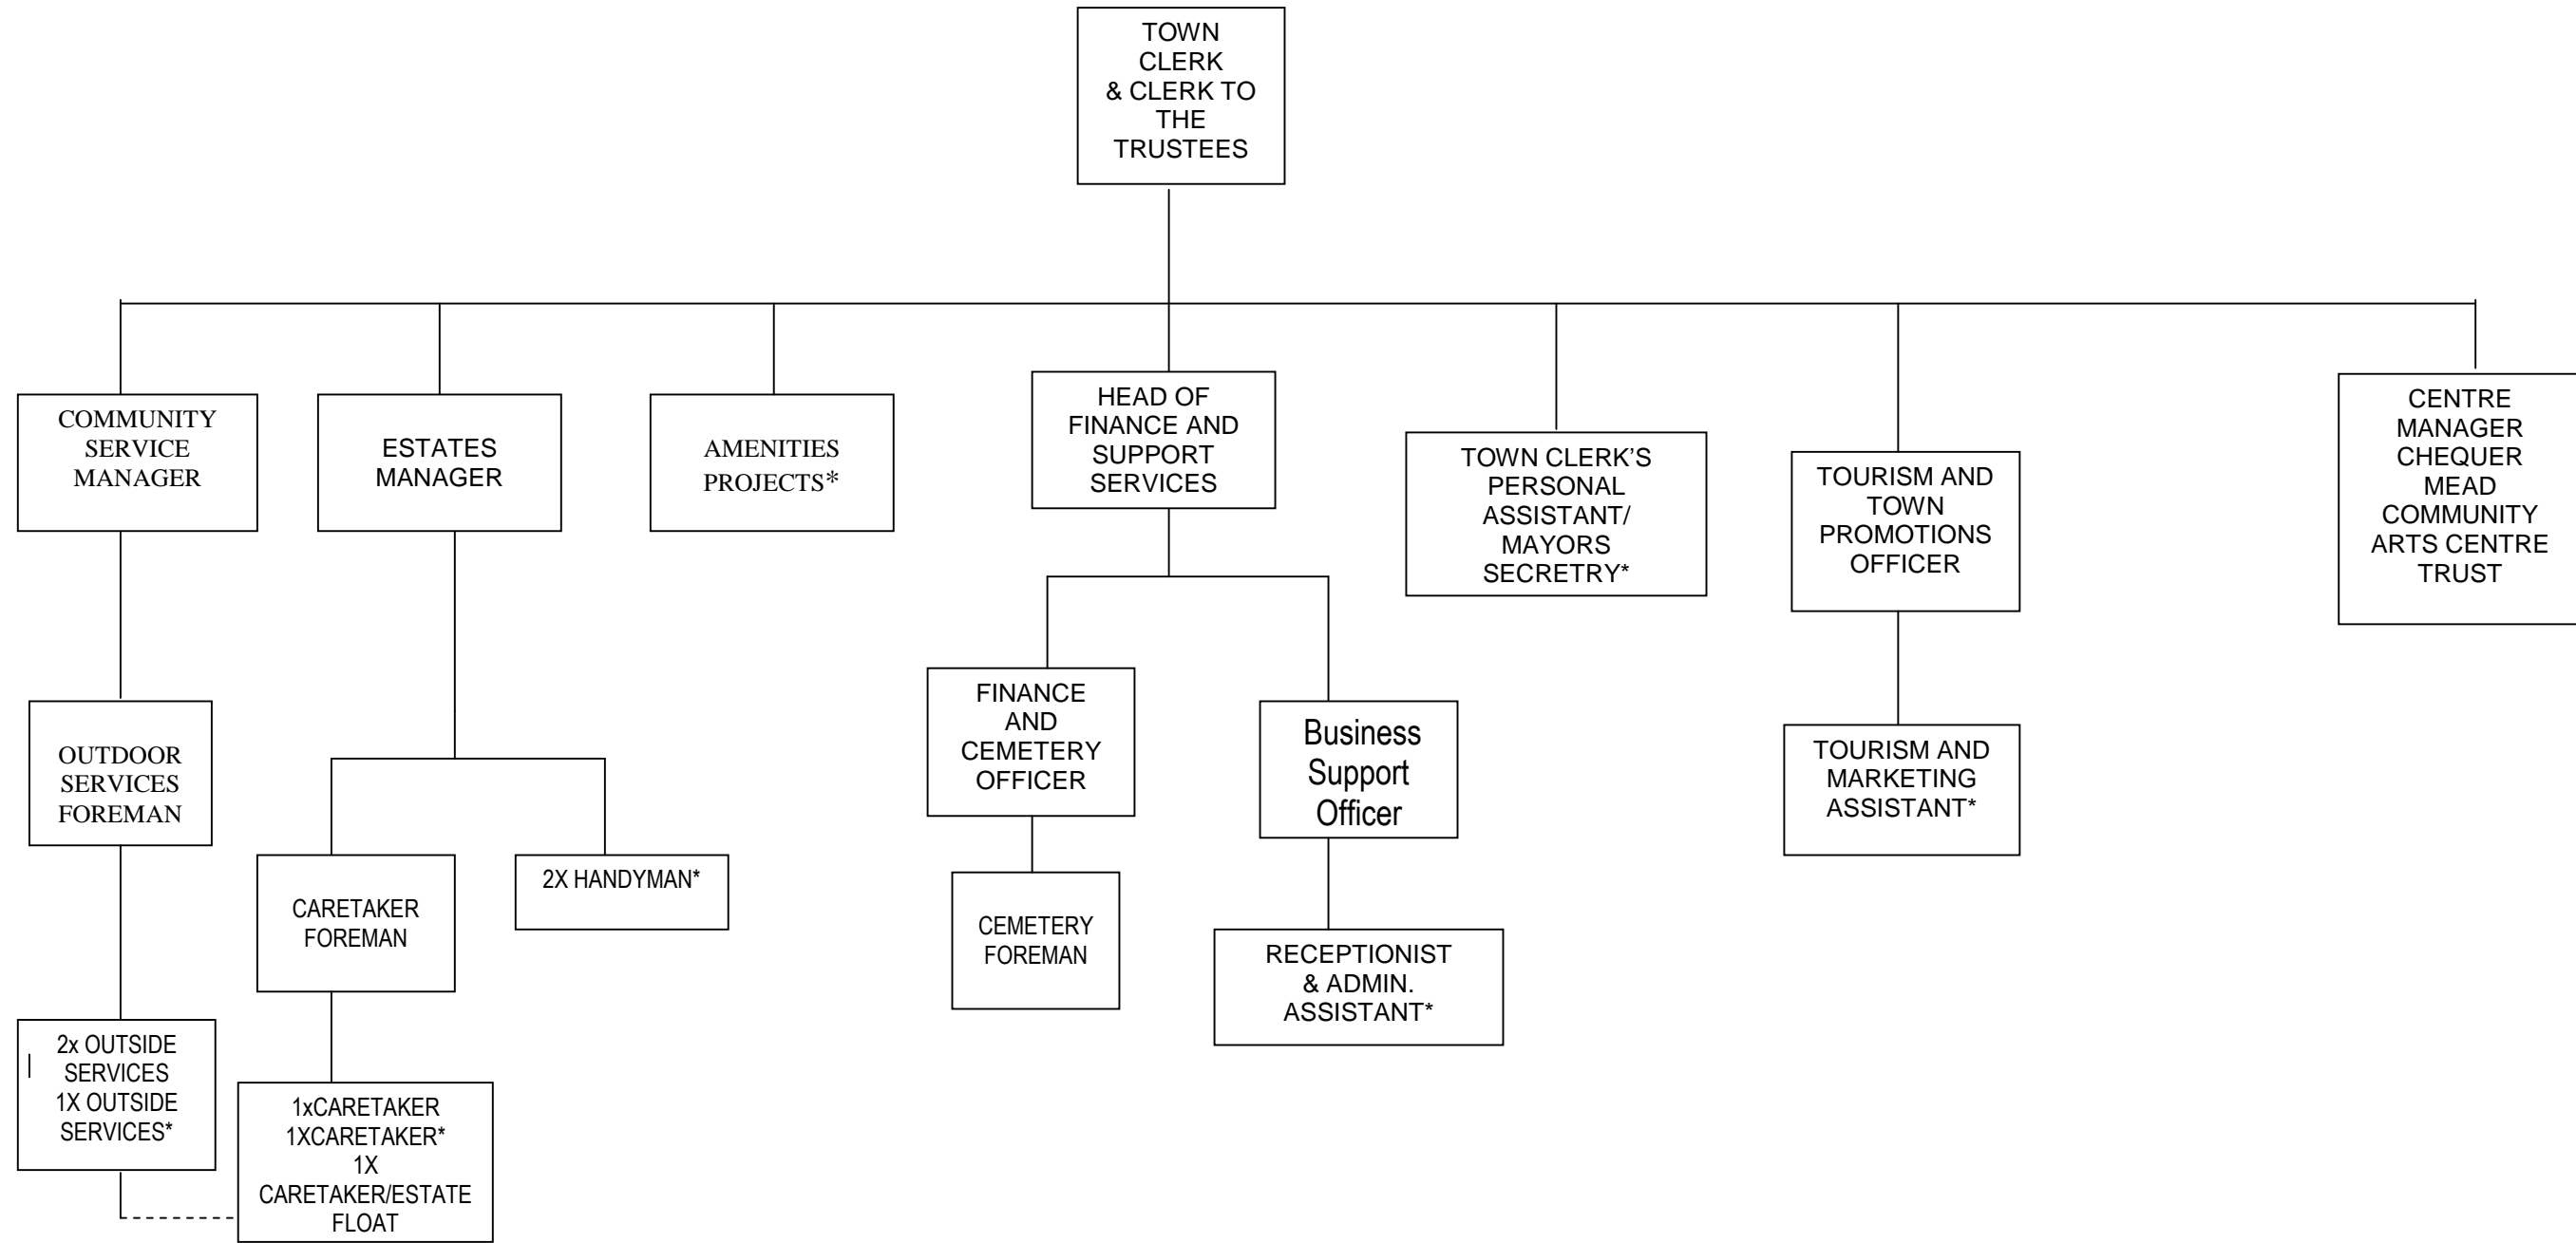 TOWN
CLERK
& CLERK TO
THE
TRUSTEES
COMMUNITY
SERVICE
MANAGER
ESTATES
MANAGER
AMENITIES
PROJECTS*
HEAD OF
FINANCE AND
SUPPORT
SERVICES
TOWN CLERK’S
PERSONAL
ASSISTANT/
MAYORS
SECRETRY*
TOURISM AND
TOWN
PROMOTIONS
OFFICER
CENTRE
MANAGER
CHEQUER
MEAD
COMMUNITY
ARTS CENTRE
TRUST
OUTDOOR
SERVICES
FOREMAN
FINANCE
AND
CEMETERY
OFFICER
Business
Support
Officer
TOURISM AND
MARKETING
ASSISTANT*
CARETAKER
FOREMAN
2X HANDYMAN*
CEMETERY
FOREMAN
RECEPTIONIST
& ADMIN.
ASSISTANT*
2x OUTSIDE
SERVICES
1X OUTSIDE
SERVICES*
1xCARETAKER
1XCARETAKER*
1X
CARETAKER/ESTATE
FLOAT